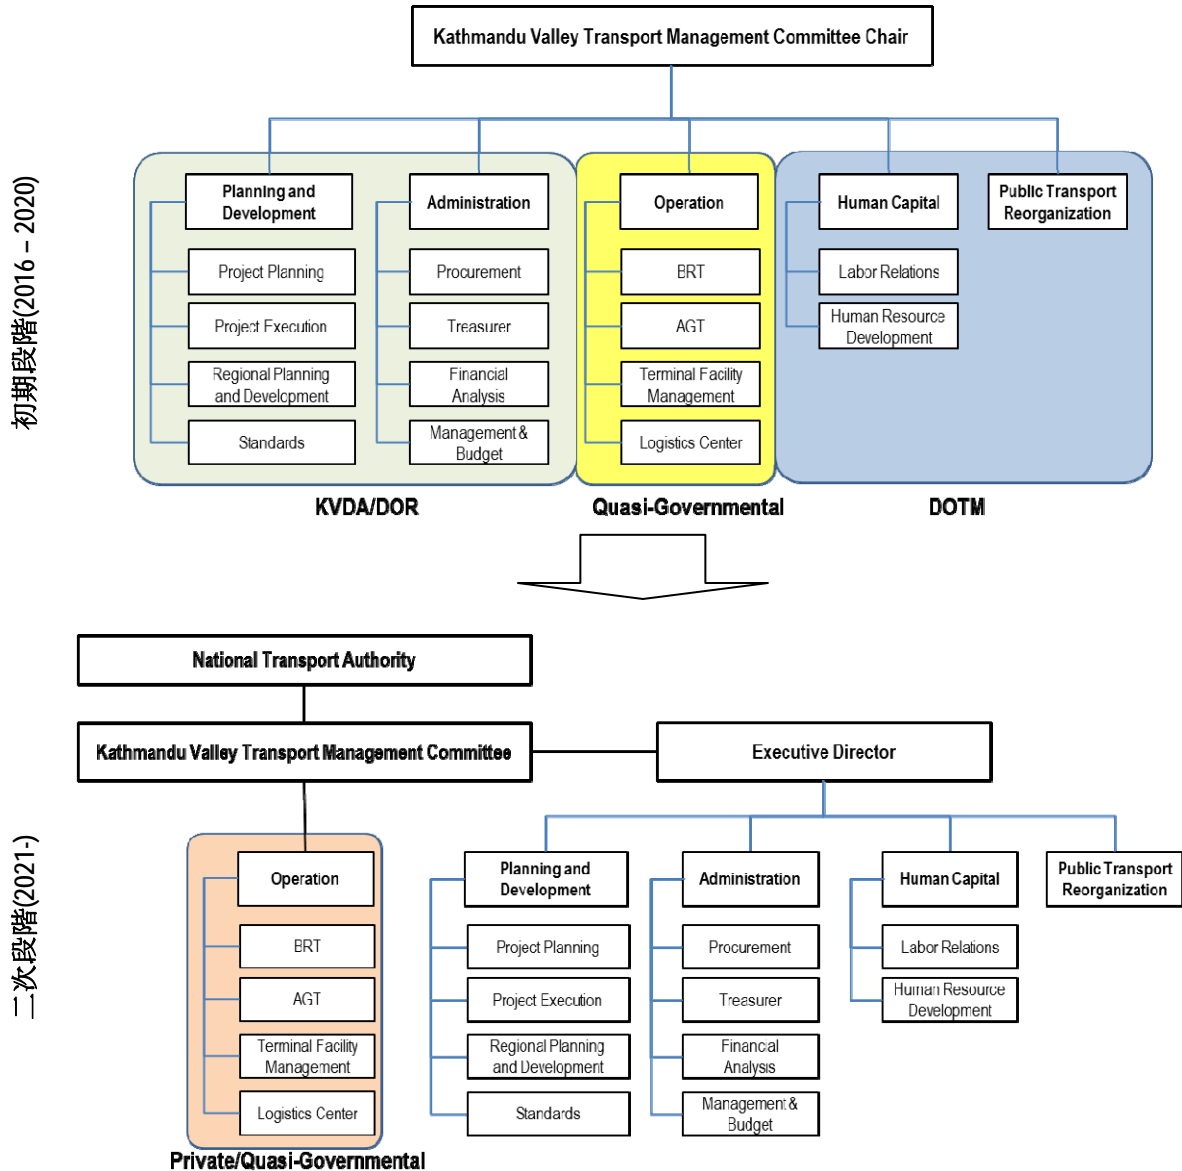 Kathmandu Valley Transport Management Committee Chair
初期段階(2016 – 2020)
Planning and
Development
Project Planning
Project Execution
Regional Planning
and Development
Standards
Administration
Procurement
Treasurer
Financial
Analysis
Management &
Budget
Operation
BRT
AGT
Terminal Facility
Management
Logistics Center
Human Capital
Labor Relations
Human Resource
Development
Public Transport
Reorganization
KVDA/DOR
Quasi-Governmental
DOTM
National Transport Authority
Kathmandu Valley Transport Management Committee
Executive Director
二次段階(2021-)
Operation
BRT
AGT
Terminal Facility
Management
Logistics Center
Private/Quasi-Governmental
Planning and
Development
Project Planning
Project Execution
Regional Planning
and Development
Standards
Administration
Procurement
Treasurer
Financial
Analysis
Management &
Budget
Human Capital
Labor Relations
Human Resource
Development
Public Transport
Reorganization